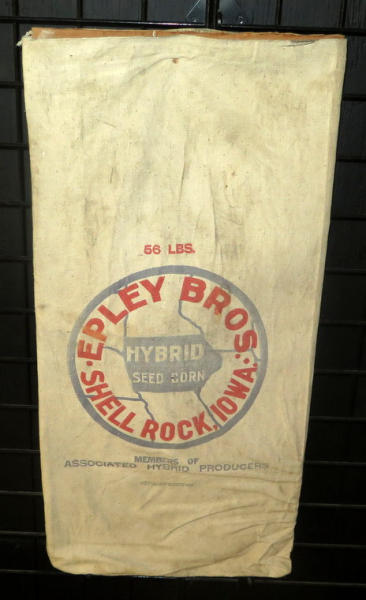 56 LBS.
EPLEY BROS.
HYBRID
SEED CORN
SHELL ROCK, IOWA.
MEMBERS OF
ASSOCIATED HYBRID PRODUCERS